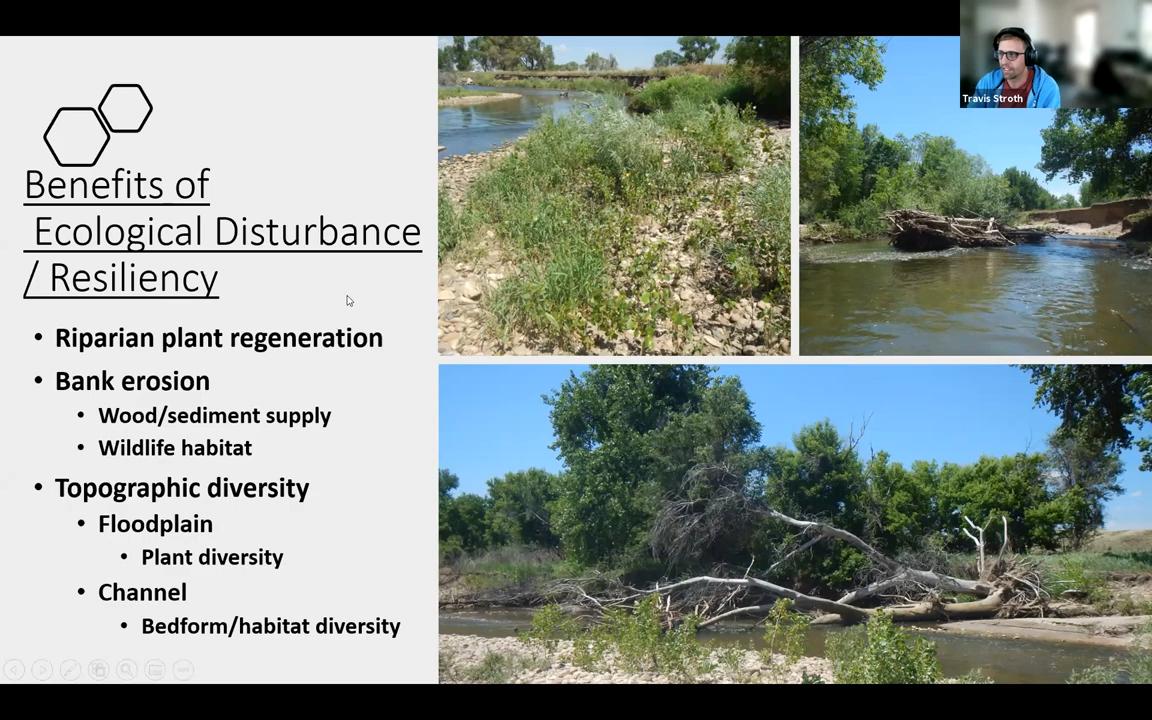 Travis Stroth
Benefits of
Ecological Disturbance
/ Resiliency
• Riparian plant regeneration
• Bank erosion
• Wood/sediment supply
• Wildlife habitat
• Topographic diversity
• Floodplain
• Plant diversity
• Channel
• Bedform/habitat diversity